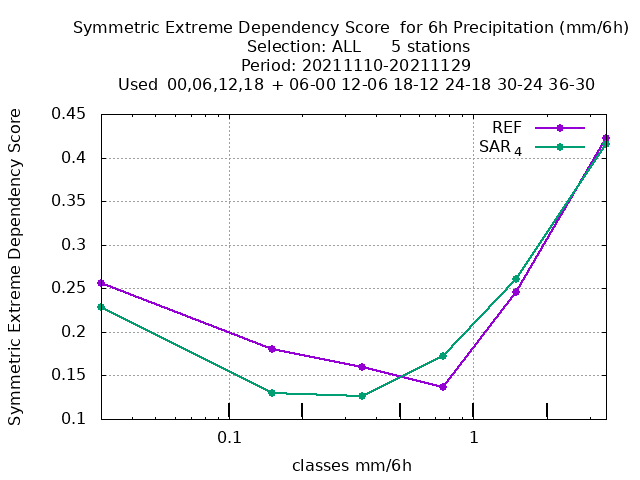 Symmetric Extreme Dependency Score  for 6h Precipitation (mm/6h)
Selection: ALL      5 stations
Period: 20211110-20211129
Used  00,06,12,18  + 06-00 12-06 18-12 24-18 30-24 36-30
Symmetric Extreme Dependency Score
0.45
0.4
0.35
0.3
0.25
0.2
0.15
0.1
REF
SAR 4
0.1
1
classes mm/6h